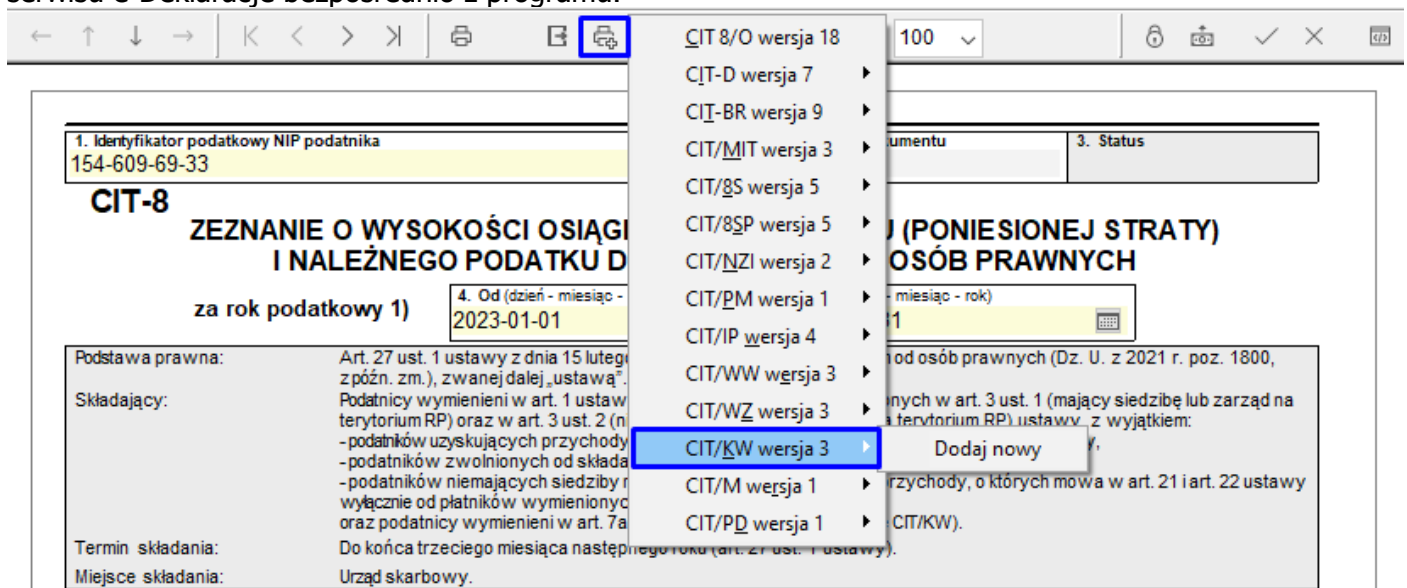 serwisu e-Deklaracje bezpośrednio z programu.
100
CIT 8/O wersja 18
CIT-D wersja 7
CIT-BR wersja 9
CIT/MIT wersja 3
CIT/8S wersja 5
CIT/8SP wersja 5
CIT/NZI wersja 2
CIT/PM wersja 1
CIT/IP wersja 4
CIT/WW wersja 3
CIT/WZ wersja 3
CIT/KW wersja 3
Dodaj nowy
CIT/M wersja 1
CIT/PD wersja 1
1. Identyfikator podatkowy NIP podatnika
154-609-69-33
umentu
3. Status
CIT-8
ZEZNANIE O WYSOKOŚCI OSIĄG J (PONIESIONEJ STRATY)
I NALEŻNEGO PODATKU D OSÓB PRAWNYCH
za rok podatkowy 1)
4. Od (dzień - miesiąc - - miesiąc - rok)
2023-01-01 1
Podstawa prawna: Art. 27 ust. 1 ustawy z dnia 15 luteg od osób prawnych (Dz. U. z 2021 r. poz. 1800,
z późn. zm.), zwanej dalej „ustawą”.
Składający: Podatnicy wymienieni w art. 1 ustaw nych w art. 3 ust. 1 (mający siedzibę lub zarząd na
terytorium RP) oraz w art. 3 ust. 2 (n a terytorium RP) ustawy, z wyjątkiem:
- podatników uzyskujących przychody
- podatników zwolnionych od składa
- podatników niemających siedziby rzychody, o których mowa w art. 21 i art. 22 ustawy
wyłącznie od płatników wymienionyc
oraz podatnicy wymienieni w art. 7a CIT/KW).
Termin składania: Do końca trzeciego miesiąca następnego roku (art. 27 ust. 1 ustawy).
Miejsce składania: Urząd skarbowy.